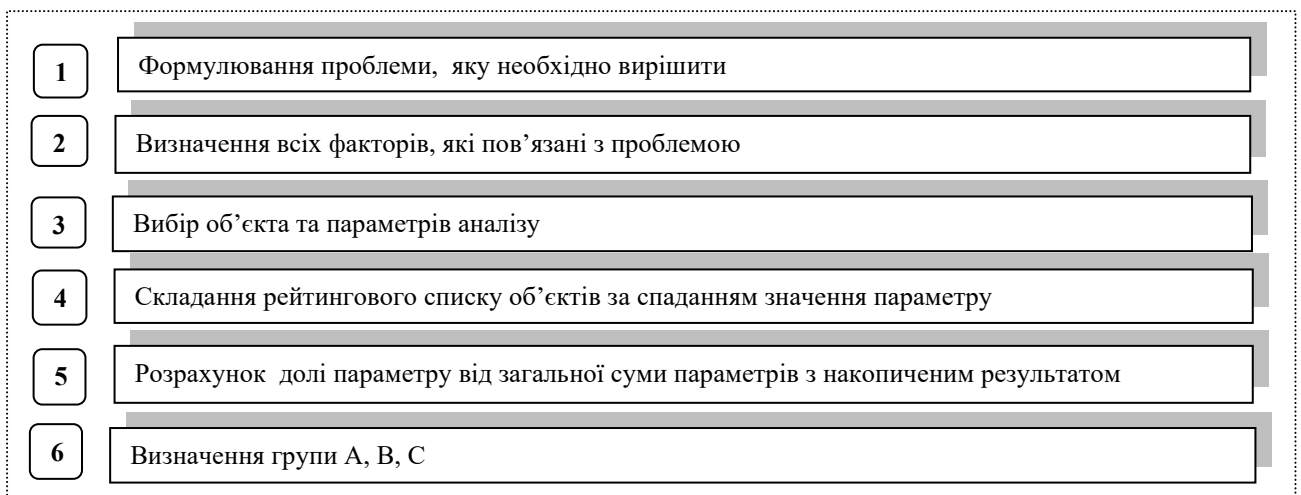 1 Формулювання проблеми, яку необхідно вирішити
2 Визначення всіх факторів, які пов’язані з проблемою
3 Вибір об’єкта та параметрів аналізу
4 Складання рейтингового списку об’єктів за спаданням значення параметру
5 Розрахунок долі параметру від загальної суми параметрів з накопиченим результатом
6 Визначення групи А, В, С